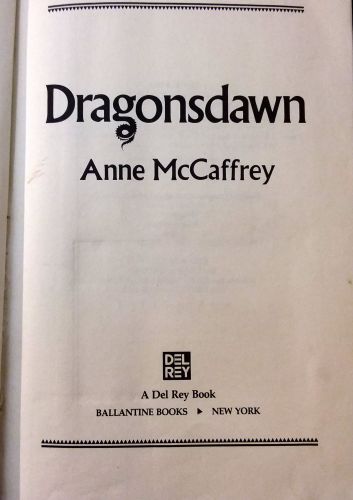 Dragonsdawn
Anne McCaffrey
DEL
REY
A Del Rey Book
BALLANTINE BOOKS ▶ NEW YORK